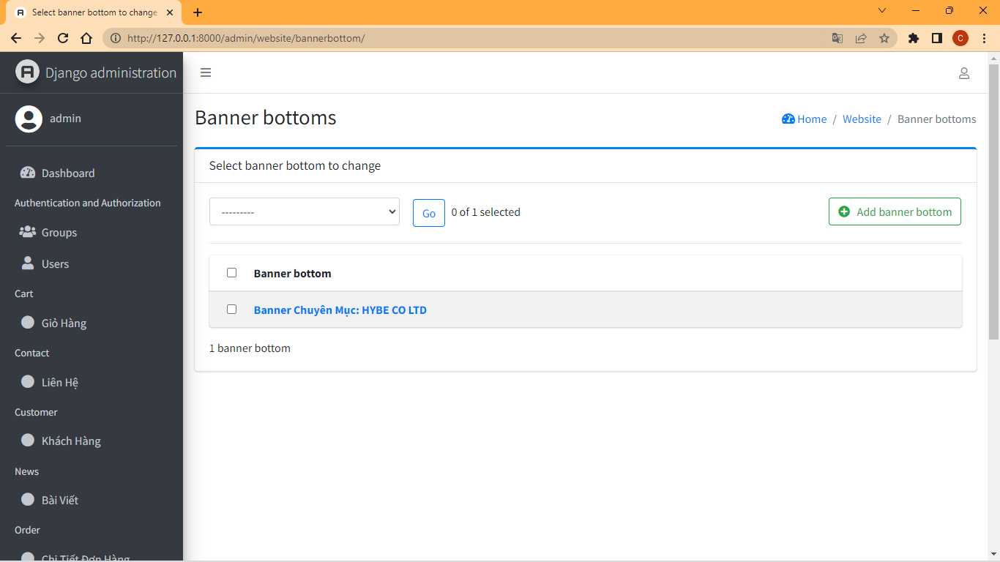 Select banner bottom to change
http://127.0.0.1:8000/admin/website/bannerbottom/
C
Django administration
admin
Dashboard
Authentication and Authorization
Groups
Users
Cart
Giỏ Hàng
Contact
Liên Hệ
Customer
Khách Hàng
News
Bài Viết
Order
Chi Tiết Đơn Hàng
Banner bottoms
Home / Website / Banner bottoms
Select banner bottom to change
---------
Go
0 of 1 selected
Add banner bottom
Banner bottom
Banner Chuyên Mục: HYBE CO LTD
1 banner bottom